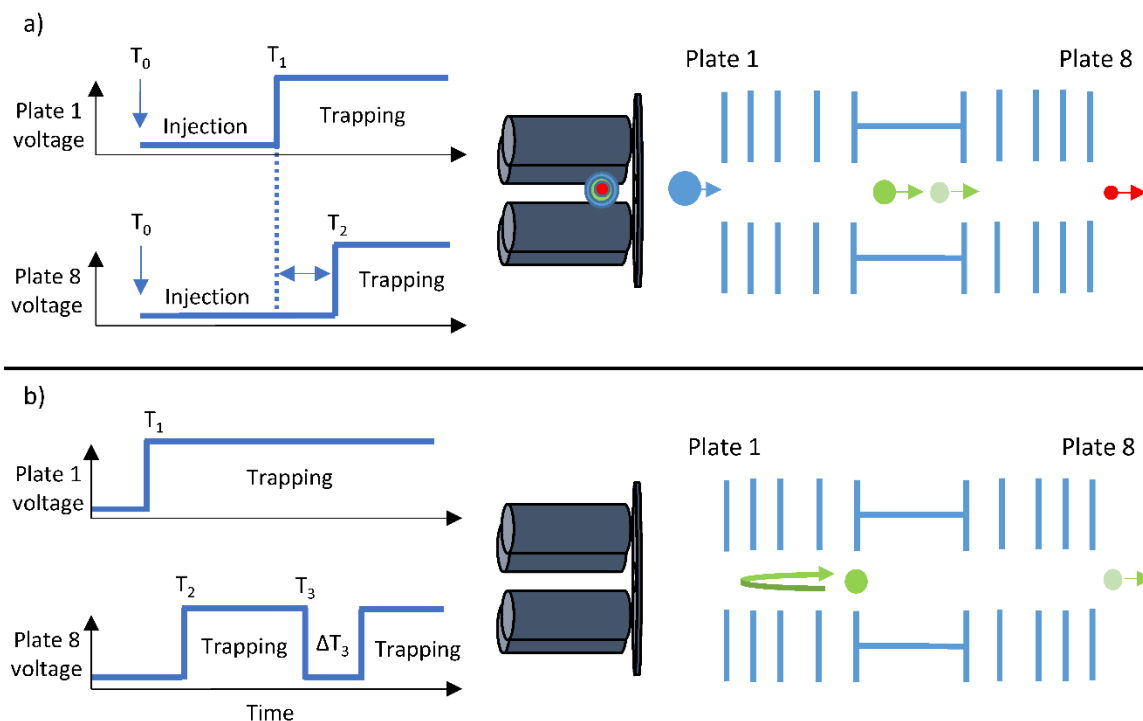 a)
T0
T1
Plate 1
voltage
Injection
Trapping
T0
T2
Plate 8
voltage
Injection
Trapping
Plate 1
Plate 8
b)
T1
Plate 1
voltage
Trapping
T2
T3
Plate 8
voltage
Trapping
ΔT3
Trapping
Time
Plate 1
Plate 8